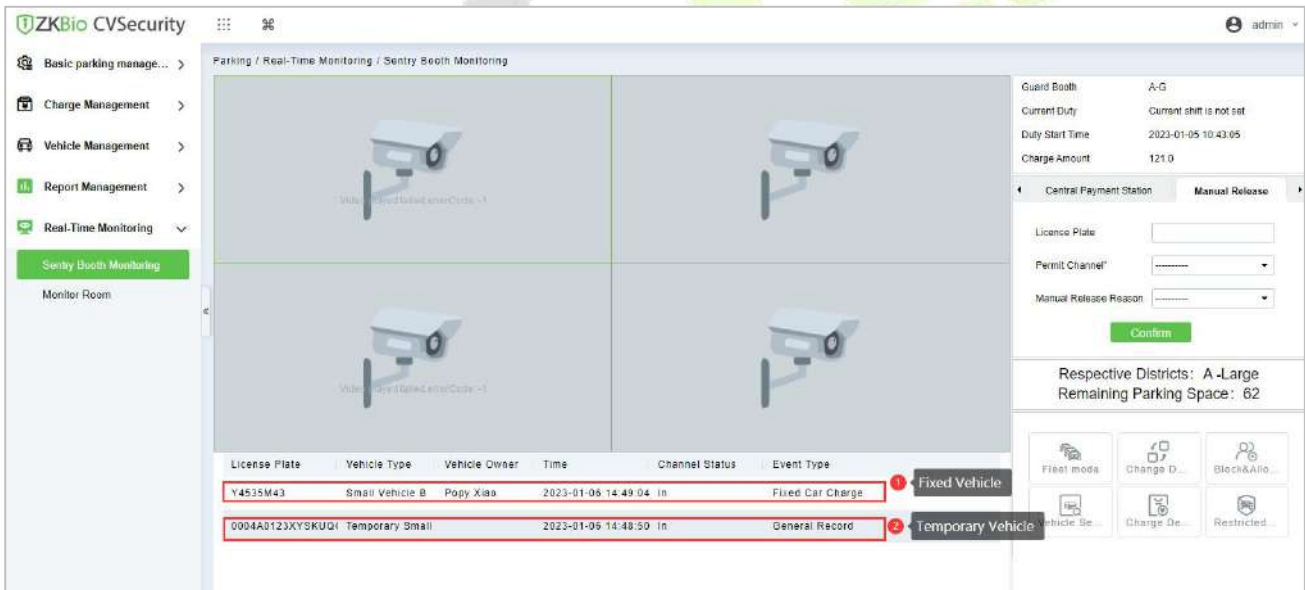 ZKBio CVSecurity
admin
Basic parking manage...
Charge Management
Vehicle Management
Report Management
Real-Time Monitoring
Sentry Booth Monitoring
Monitor Room
Parking / Real-Time Monitoring / Sentry Booth Monitoring
License Plate Vehicle Type Vehicle Owner Time Channel Status Event Type
Y4535M43 Small Vehicle B Popy Xiao 2023-01-06 14:49:04 In Fixed Car Charge
1 Fixed Vehicle
Temporary Small 2023-01-06 14:48:50 In General Record
2 Temporary Vehicle
Guard Booth A-G
Current Duty Current shift is not set
Duty Start Time 2023-01-05 10:43:05
Charge Amount 121.0
Central Payment Station Manual Release
License Plate
Permit Channel*
Manual Release Reason
Confirm
Respective Districts: A -Large
Remaining Parking Space: 62
Fleet mode Change D... Block&Allo...
Vehicle Se... Charge De... Restricted...